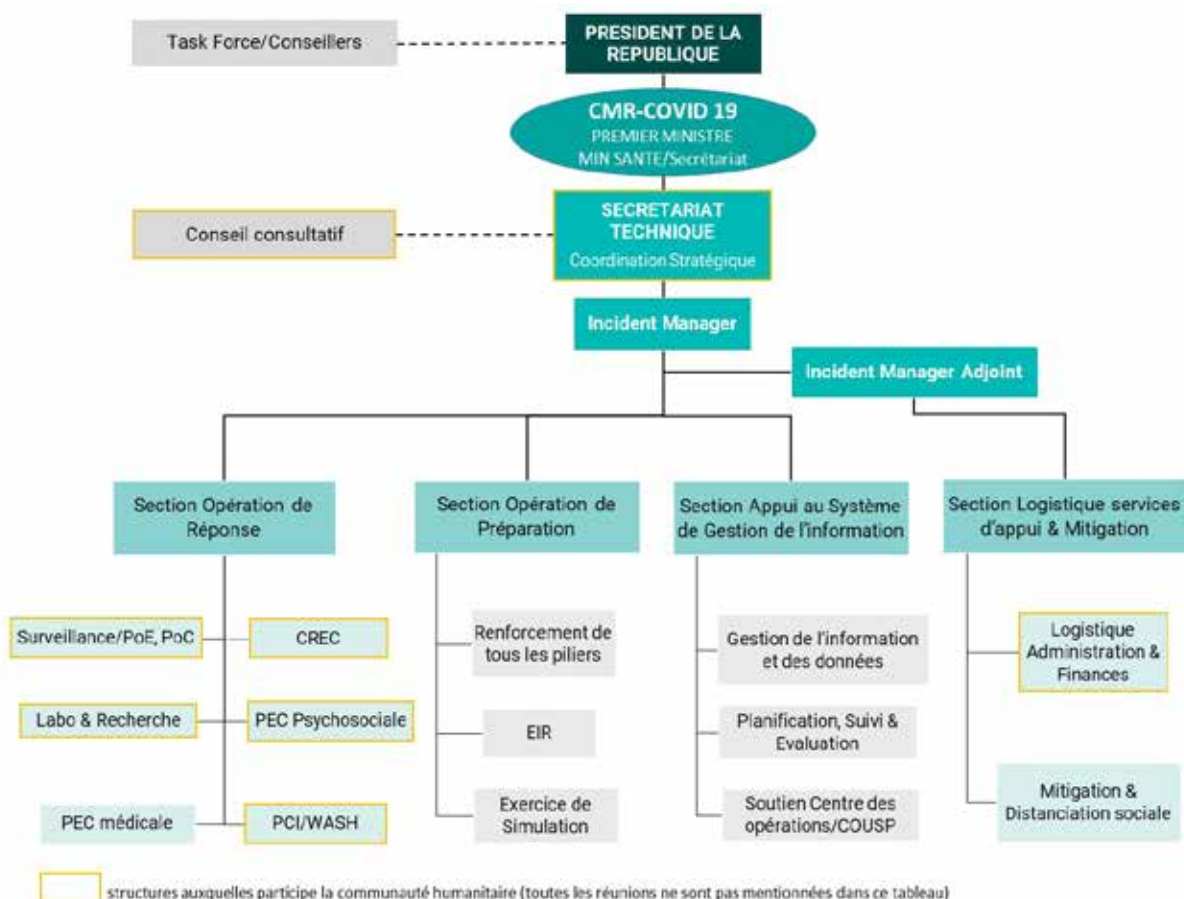 Task Force/Conseillers
PRESIDENT DE LA
REPUBLIQUE
CMR-COVID 19
PREMIER MINISTRE
MIN SANTE/Secrétariat
Conseil consultatif
SECRETARIAT
TECHNIQUE
Coordination Stratégique
Incident Manager
Incident Manager Adjoint
Section Opération de
Réponse
Section Opération de
Préparation
Section Appui au Système
de Gestion de l'information
Section Logistique services
d'appui & Mitigation
Surveillance/PoE, PoC
CREC
Labo & Recherche
PEC Psychosociale
PEC médicale
PCI/WASH
Renforcement de
tous les piliers
EIR
Exercice de
Simulation
Gestion de l'information
et des données
Planification, Suivi &
Evaluation
Soutien Centre des
opérations/COUSP
Logistique
Administration &
Finances
Mitigation &
Distanciation sociale
structures auxquelles participe la communauté humanitaire (toutes les réunions ne sont pas mentionnées dans ce tableau)